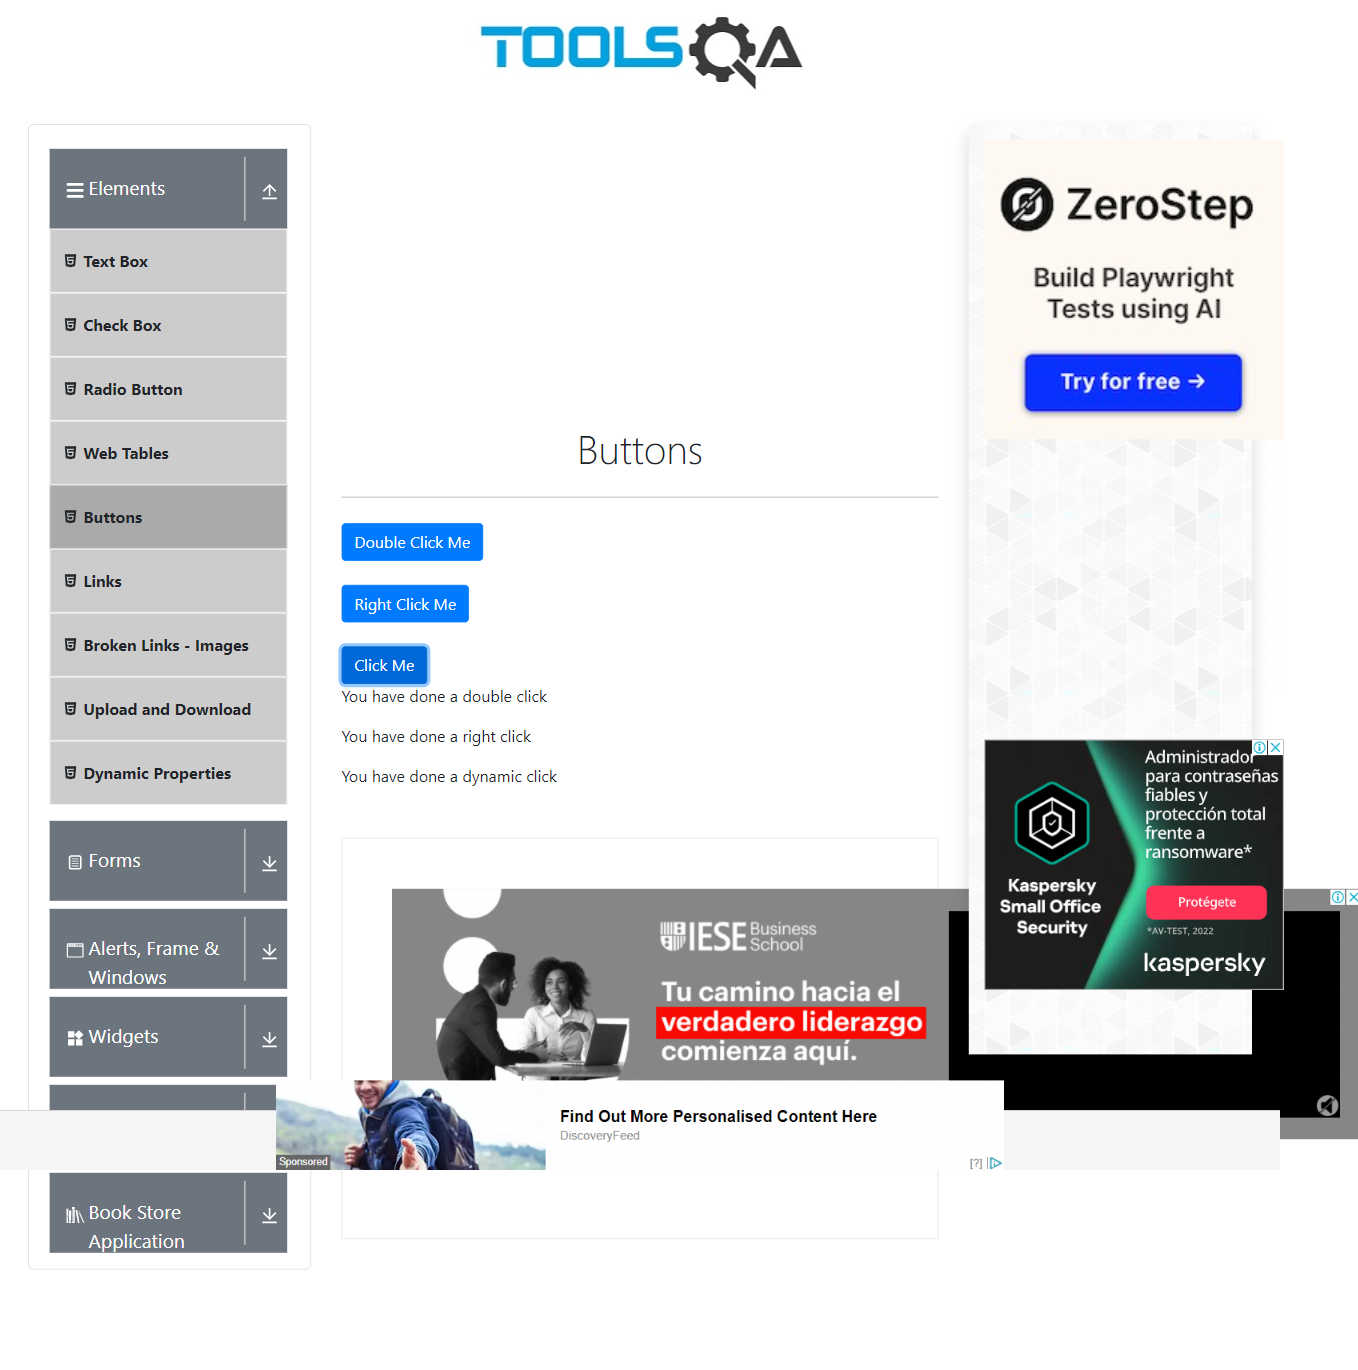 TOOLSQA
Elements
Text Box
Check Box
Radio Button
Web Tables
Buttons
Links
Broken Links - Images
Upload and Download
Dynamic Properties
Forms
Alerts, Frame &
Windows
Widgets
Book Store
Application
Buttons
Double Click Me
Right Click Me
Click Me
You have done a double click
You have done a right click
You have done a dynamic click
ZeroStep
Build Playwright
Tests using AI
Try for free →
Administrador
para contraseñas
fiables y
protección total
frente a
ransomware*
Kaspersky
Small Office
Security
Protégete
*AV-TEST, 2022
kaspersky
IESE Business
School
Tu camino hacia el
verdadero liderazgo
comienza aquí.
Find Out More Personalised Content Here
DiscoveryFeed
Sponsored
[?]